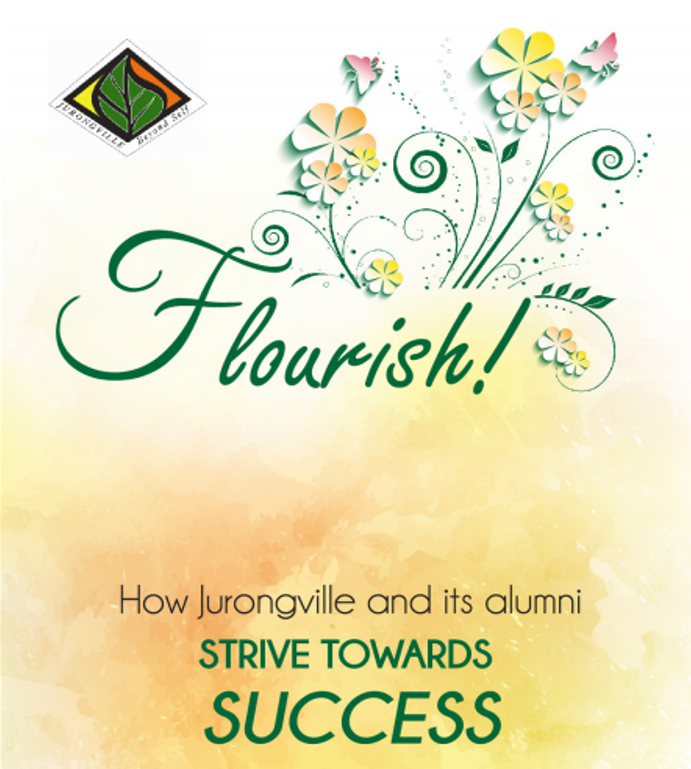 JURONGVILLE Beyond Self
Flourish!
How Jurongville and its alumni
STRIVE TOWARDS
SUCCESS